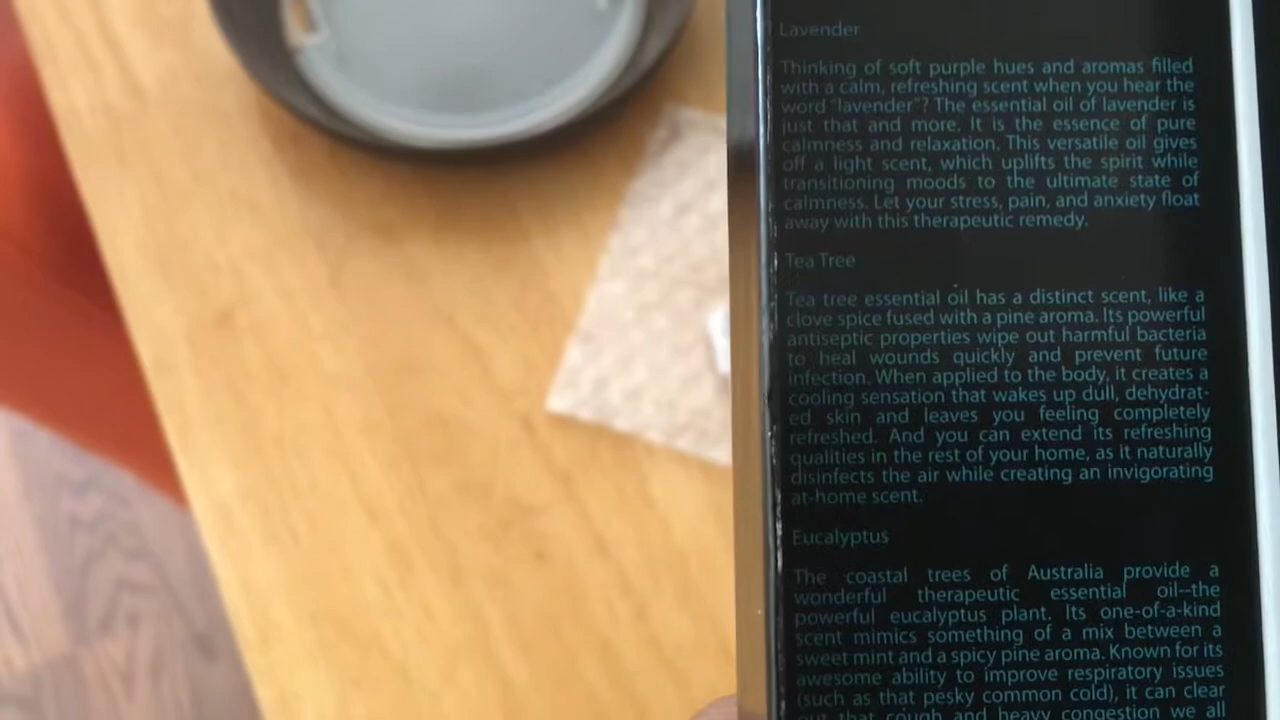 Lavender
Thinking of soft purple hues and aromas filled
with a calm, refreshing scent when you hear the
word "lavender"? The essential oil of lavender is
just that and more. It is the essence of pure
calmness and relaxation. This versatile oil gives
off a light scent, which uplifts the spirit while
transitioning moods to the ultimate state of
calmness. Let your stress, pain, and anxiety float
away with this therapeutic remedy.
Tea Tree
Tea tree essential oil has a distinct scent, like a
clove spice fused with a pine aroma. Its powerful
antiseptic properties wipe out harmful bacteria
to heal wounds quickly and prevent future
infection. When applied to the body, it creates a
cooling sensation that wakes up dull, dehydrat-
ed skin and leaves you feeling completely
refreshed. And you can extend its refreshing
qualities in the rest of your home, as it naturally
disinfects the air while creating an invigorating
at-home scent.
Eucalyptus
The coastal trees of Australia provide a
wonderful therapeutic essential oil--the
powerful eucalyptus plant. Its one-of-a-kind
scent mimics something of a mix between a
sweet mint and a spicy pine aroma. Known for its
awesome ability to improve respiratory issues
(such as that pesky common cold), it can clear
out that cough and heavy congestion we all